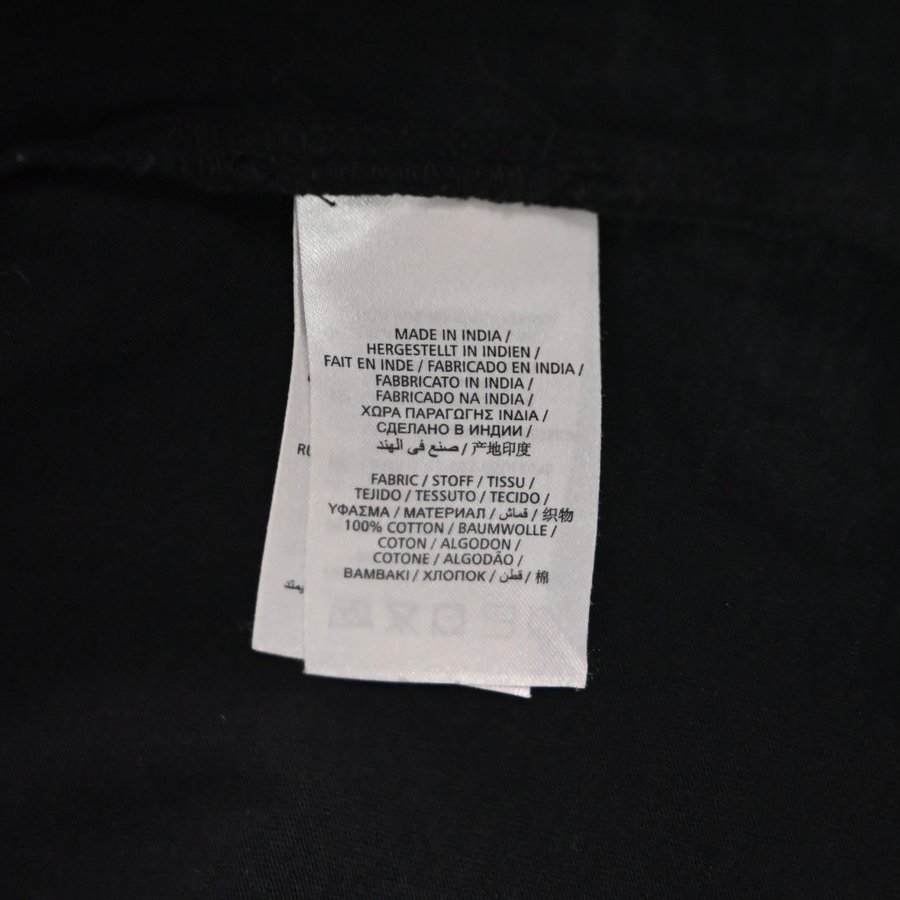 MADE IN INDIA /
HERGESTELLT IN INDIEN /
FAIT EN INDE / FABRICADO EN INDIA /
FABBRICATO IN INDIA /
FABRICADO NA INDIA /
ΧΩΡΑ ΠΑΡΑΓΩΓΗΣ ΙΝΔΙΑ /
СДЕЛАНО В ИНДИИ /
صنع في الهند / 产地印度
FABRIC / STOFF / TISSU /
TEJIDO / TESSUTO / TECIDO /
ΥΦΑΣΜΑ / МАТЕРИАЛ / قماش / 织物
100% COTTON / BAUMWOLLE /
COTON / ALGODON /
COTONE / ALGODÃO /
ΒΑΜΒΑΚΙ / ХЛОПОК / قطن / 棉